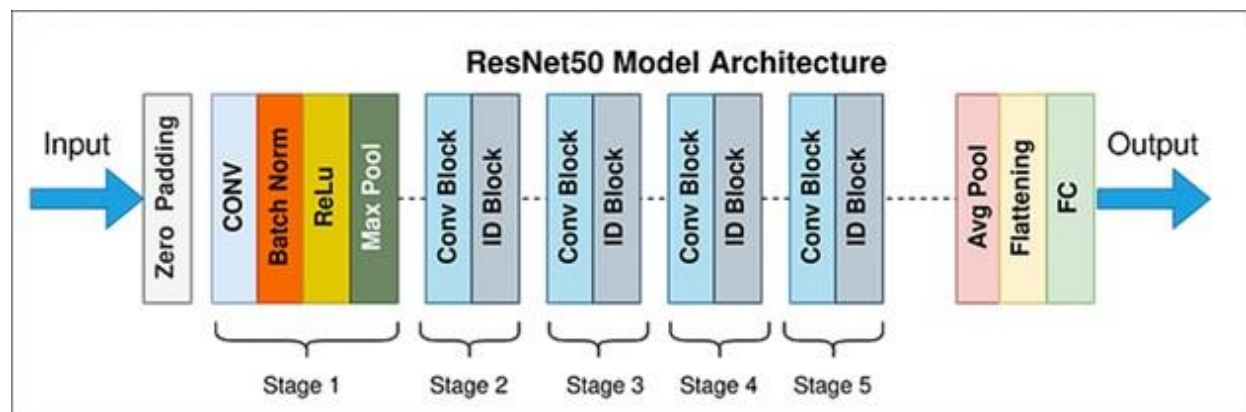 ResNet50 Model Architecture
Input
Zero Padding
CONV
Batch Norm
ReLu
Max Pool
Conv Block
ID Block
Conv Block
ID Block
Conv Block
ID Block
Conv Block
ID Block
Avg Pool
Flattening
FC
Output
Stage 1
Stage 2
Stage 3
Stage 4
Stage 5